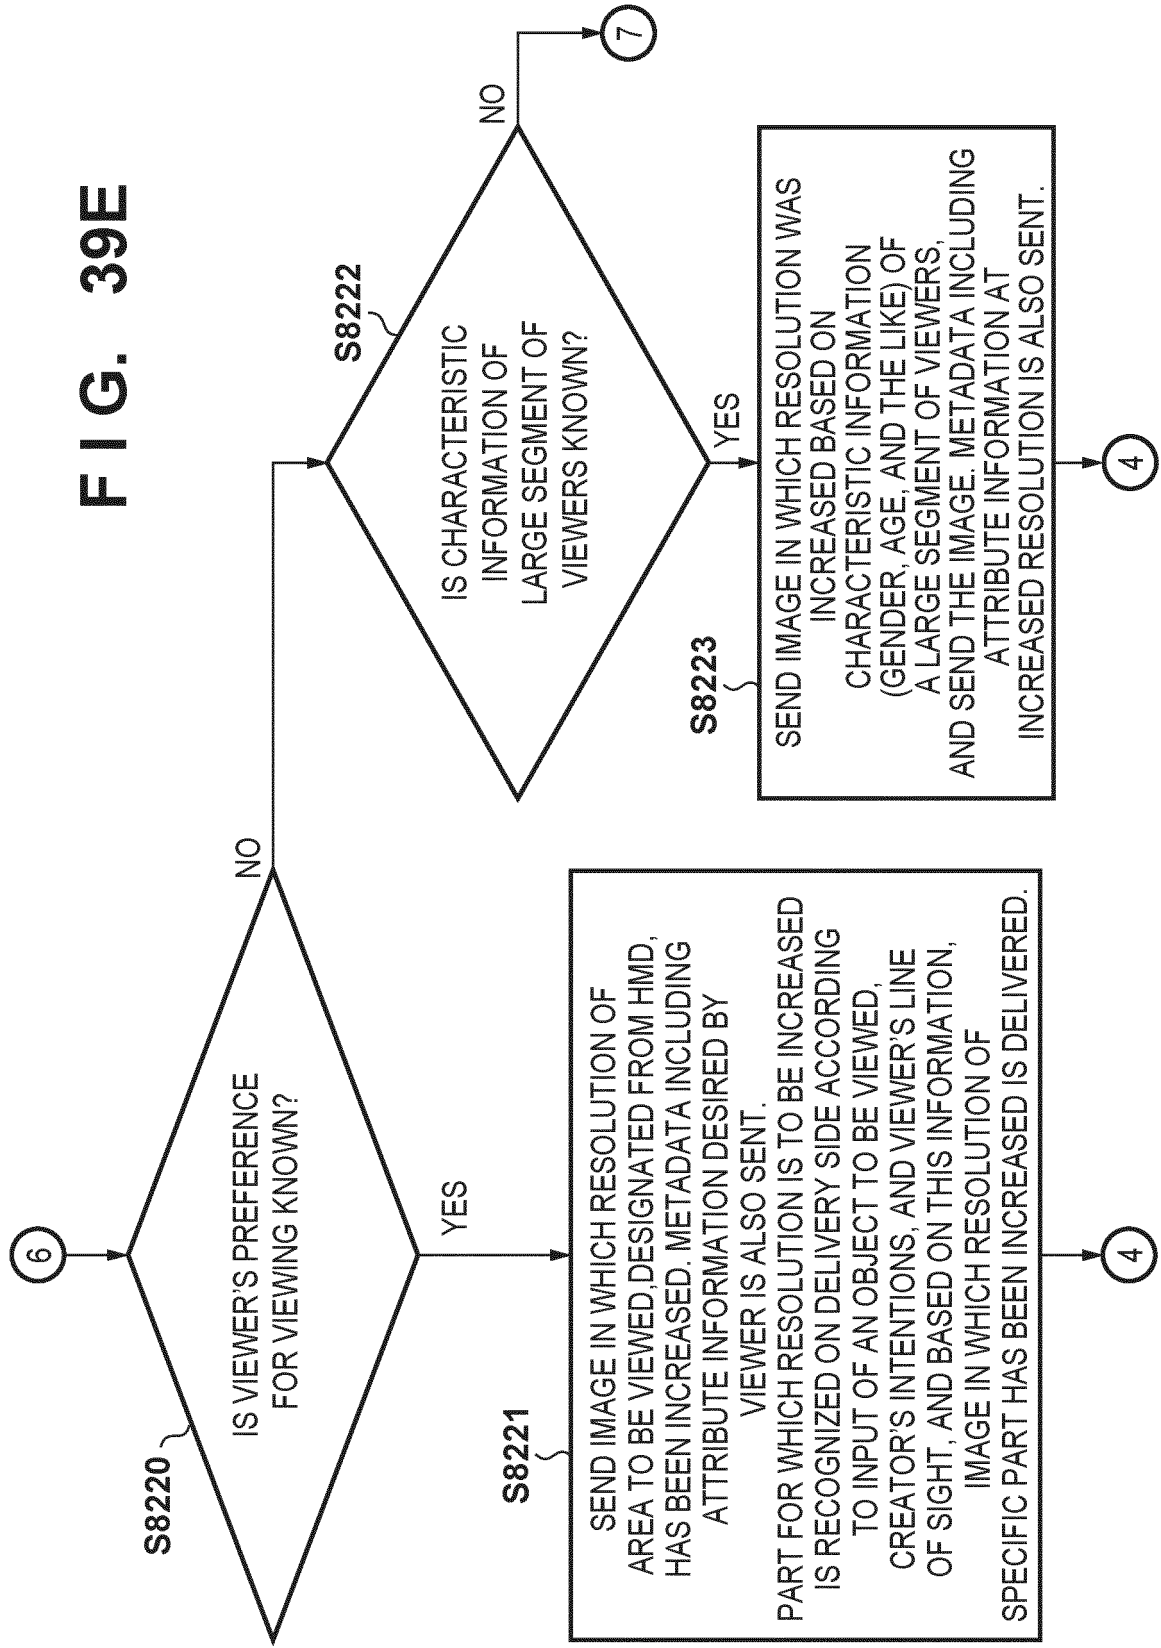 FIG. 39E
6
S8220
IS VIEWER'S PREFERENCE
FOR VIEWING KNOWN?
NO
YES
S8221
SEND IMAGE IN WHICH RESOLUTION OF
AREA TO BE VIEWED,DESIGNATED FROM HMD,
HAS BEEN INCREASED. METADATA INCLUDING
ATTRIBUTE INFORMATION DESIRED BY
VIEWER IS ALSO SENT.
PART FOR WHICH RESOLUTION IS TO BE INCREASED
IS RECOGNIZED ON DELIVERY SIDE ACCORDING
TO INPUT OF AN OBJECT TO BE VIEWED,
CREATOR'S INTENTIONS, AND VIEWER'S LINE
OF SIGHT, AND BASED ON THIS INFORMATION,
IMAGE IN WHICH RESOLUTION OF
SPECIFIC PART HAS BEEN INCREASED IS DELIVERED.
4
S8222
IS CHARACTERISTIC
INFORMATION OF
LARGE SEGMENT OF
VIEWERS KNOWN?
NO
7
YES
S8223
SEND IMAGE IN WHICH RESOLUTION WAS
INCREASED BASED ON
CHARACTERISTIC INFORMATION
(GENDER, AGE, AND THE LIKE) OF
A LARGE SEGMENT OF VIEWERS,
AND SEND THE IMAGE. METADATA INCLUDING
ATTRIBUTE INFORMATION AT
INCREASED RESOLUTION IS ALSO SENT.
4